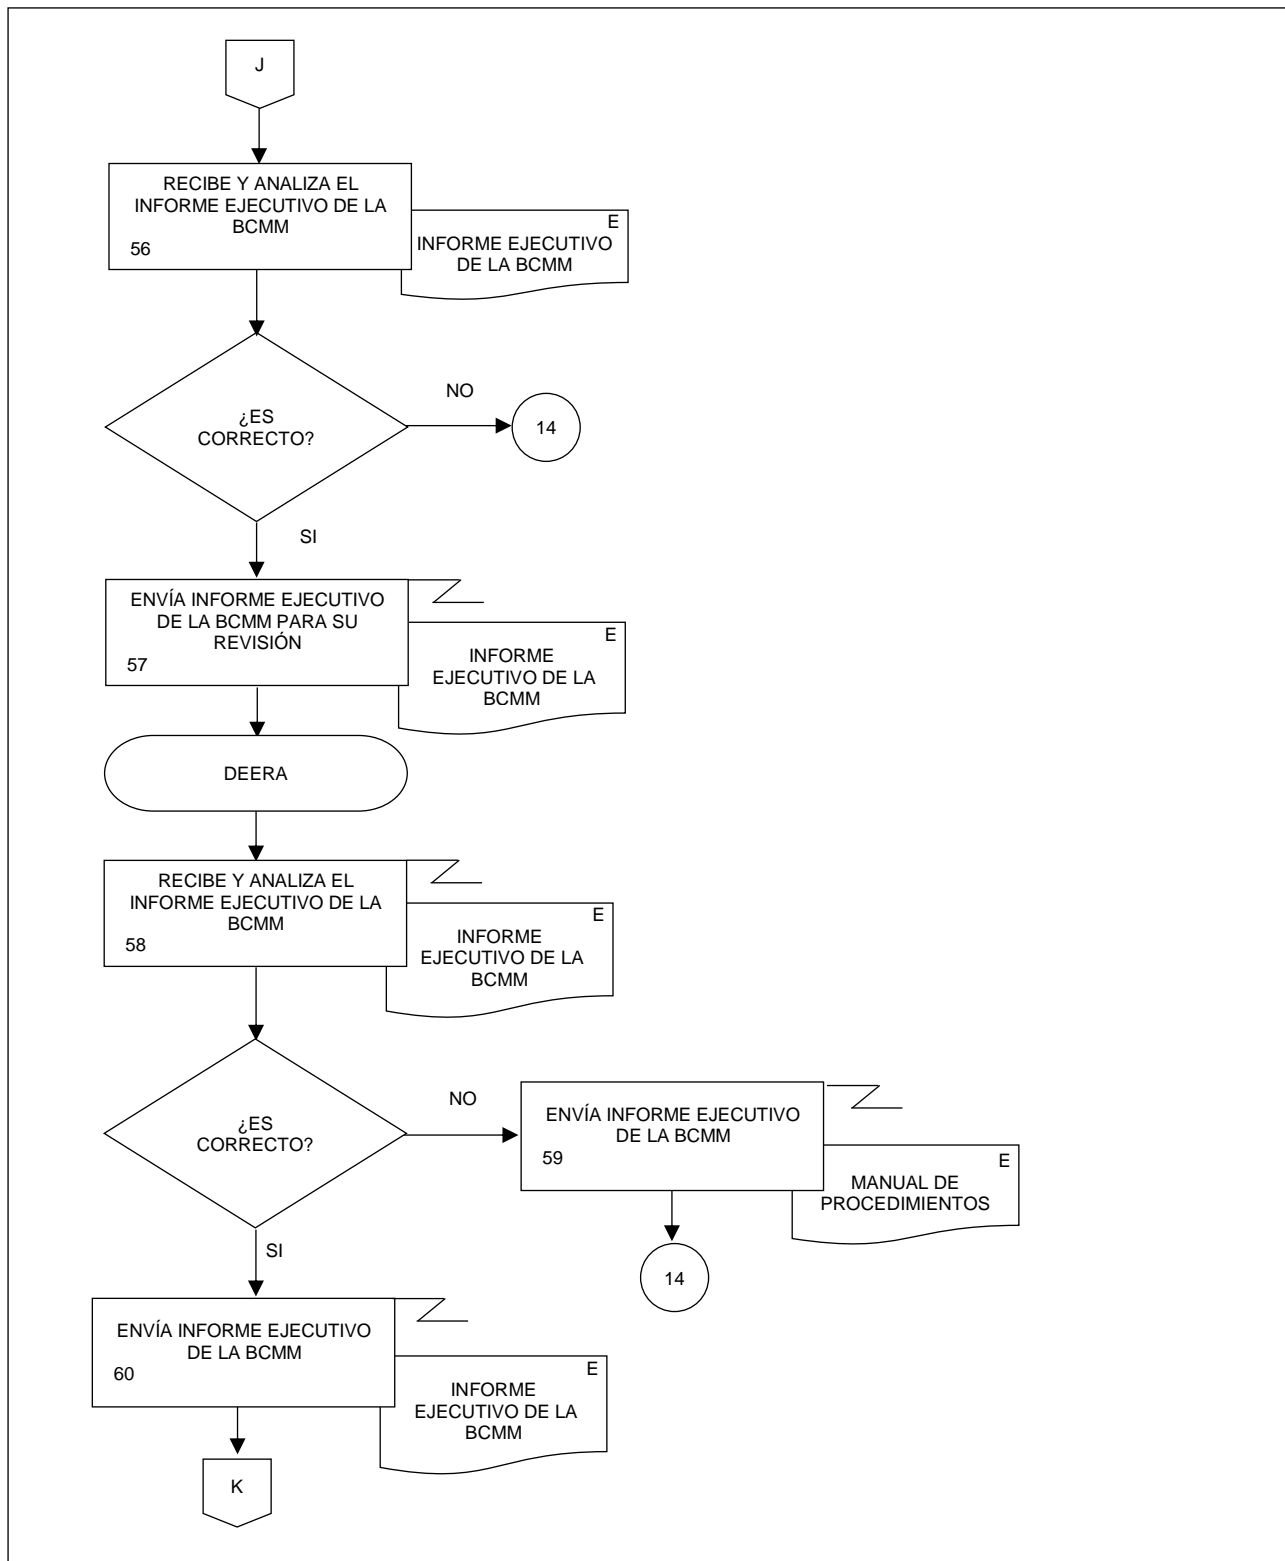 J
RECIBE Y ANALIZA EL
INFORME EJECUTIVO DE LA
BCMM
56
E
INFORME EJECUTIVO
DE LA BCMM
¿ES
CORRECTO?
NO
14
SI
ENVÍA INFORME EJECUTIVO
DE LA BCMM PARA SU
REVISIÓN
57
E
INFORME
EJECUTIVO DE LA
BCMM
DEERA
RECIBE Y ANALIZA EL
INFORME EJECUTIVO DE LA
BCMM
58
E
INFORME
EJECUTIVO DE LA
BCMM
¿ES
CORRECTO?
NO
ENVÍA INFORME EJECUTIVO
DE LA BCMM
59
E
MANUAL DE
PROCEDIMIENTOS
14
SI
ENVÍA INFORME EJECUTIVO
DE LA BCMM
60
E
INFORME
EJECUTIVO DE LA
BCMM
K